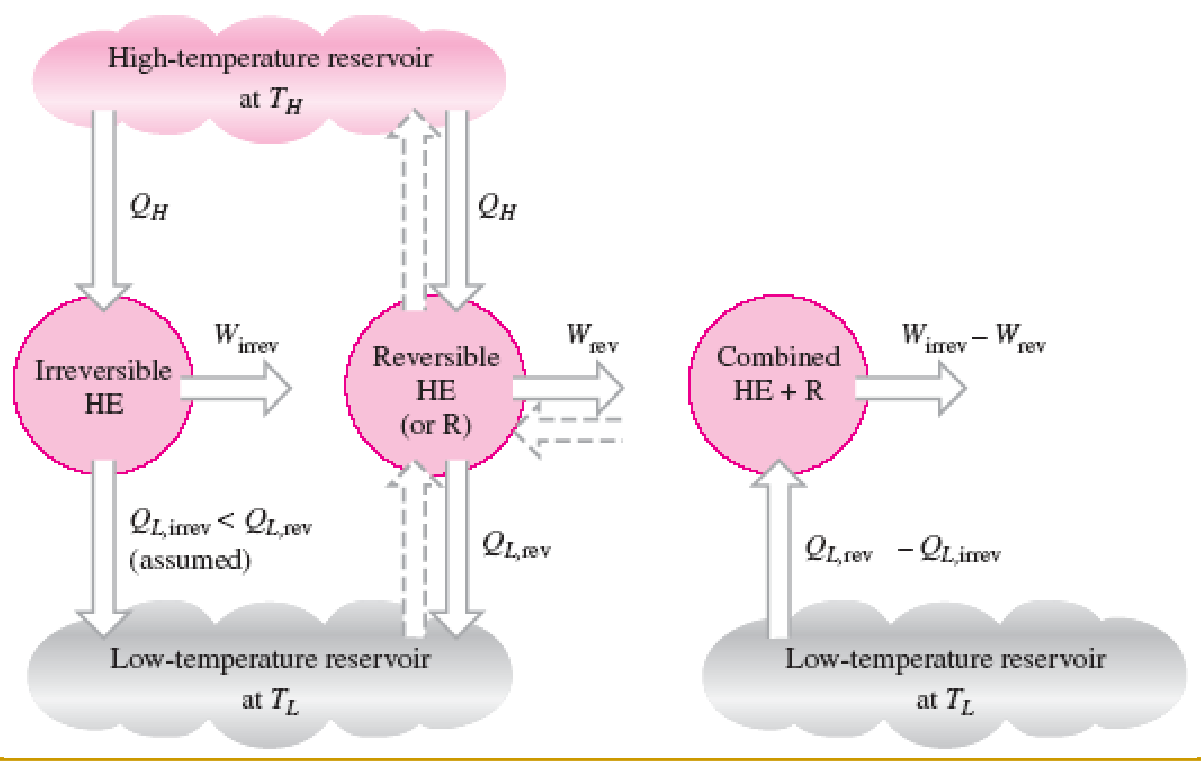 High-temperature reservoir
at T_H
Q_H
Q_H
Irreversible
HE
W_irrev
Reversible
HE
(or R)
W_rev
Combined
HE + R
W_irrev – W_rev
Q_L,irrev < Q_L,rev
(assumed)
Q_L,rev
Q_L,rev – Q_L,irrev
Low-temperature reservoir
at T_L
Low-temperature reservoir
at T_L